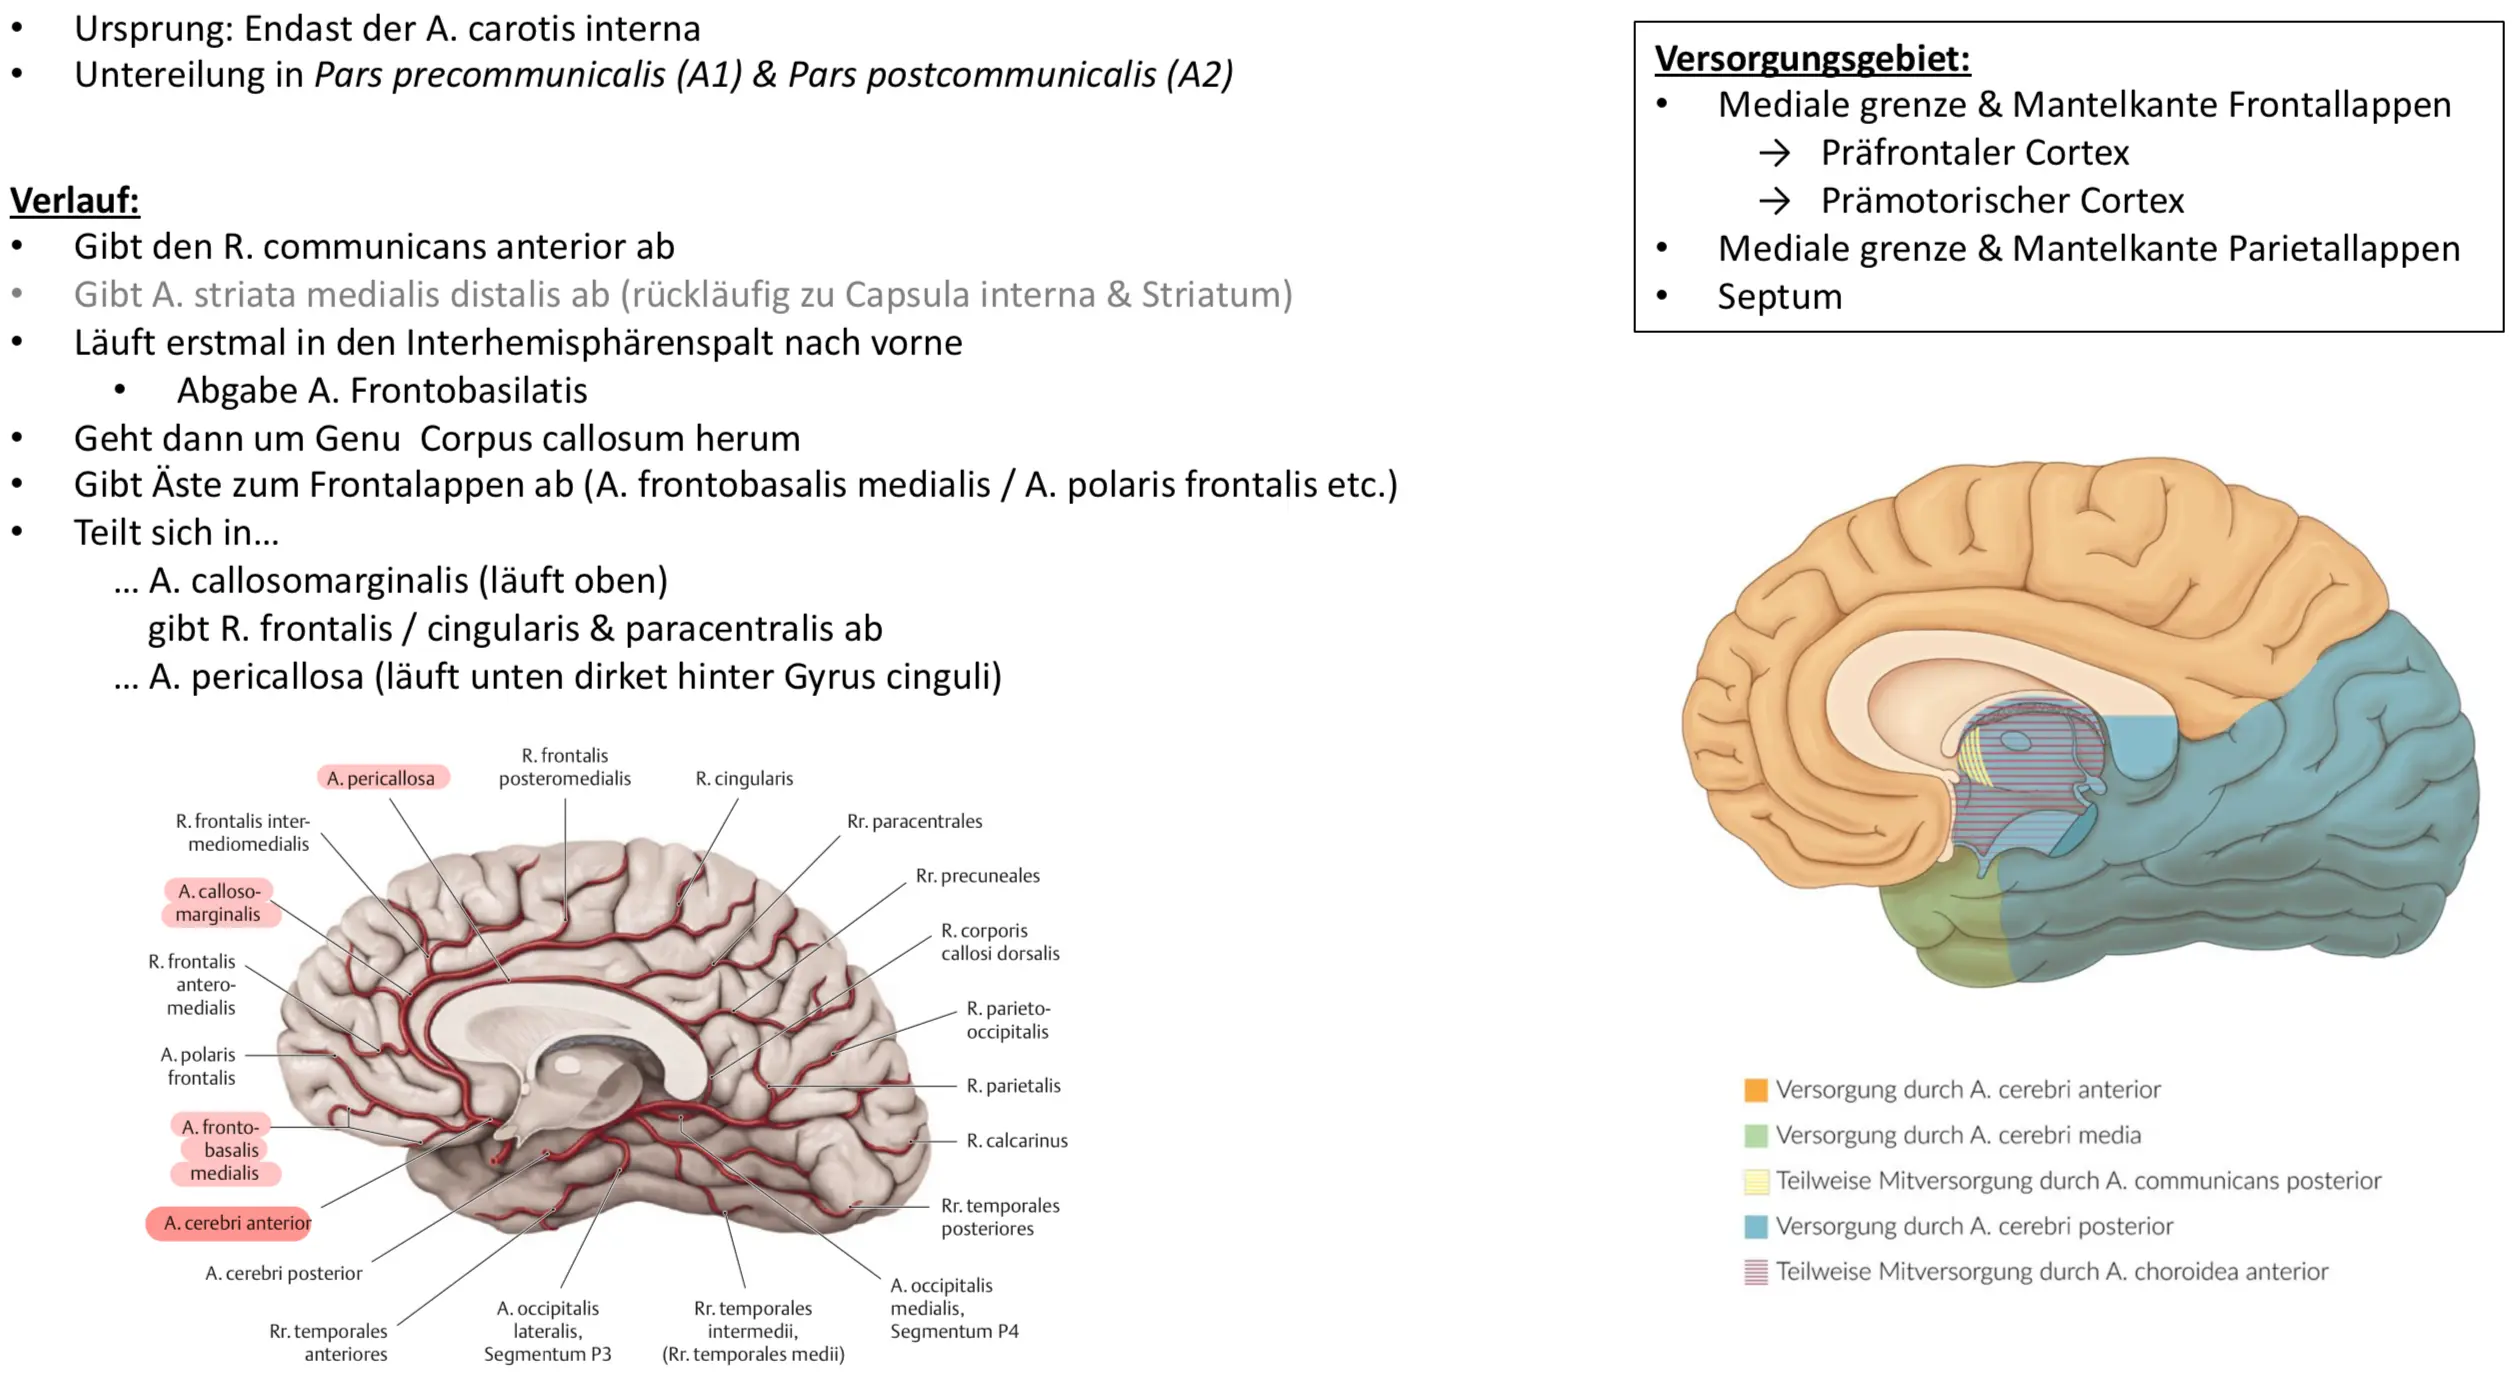 • Ursprung: Endast der A. carotis interna
• Untereilung in Pars precommunicalis (A1) & Pars postcommunicalis (A2)
Verlauf:
• Gibt den R. communicans anterior ab
• Gibt A. striata medialis distalis ab (rückläufig zu Capsula interna & Striatum)
• Läuft erstmal in den Interhemisphärenspalt nach vorne
• Abgabe A. Frontobasilatis
• Geht dann um Genu  Corpus callosum herum
• Gibt Äste zum Frontalappen ab (A. frontobasalis medialis / A. polaris frontalis etc.)
• Teilt sich in...
... A. callosomarginalis (läuft oben)
gibt R. frontalis / cingularis & paracentralis ab
... A. pericallosa (läuft unten dirket hinter Gyrus cinguli)
Versorgungsgebiet:
• Mediale grenze & Mantelkante Frontallappen
→ Präfrontaler Cortex
→ Prämotorischer Cortex
• Mediale grenze & Mantelkante Parietallappen
• Septum
A. pericallosa
R. frontalis
posteromedialis
R. cingularis
R. frontalis inter-
mediomedialis
Rr. paracentrales
A. calloso-
marginalis
Rr. precuneales
R. frontalis
antero-
medialis
R. corporis
callosi dorsalis
A. polaris
frontalis
R. parieto-
occipitalis
A. fronto-
basalis
medialis
R. parietalis
R. calcarinus
A. cerebri anterior
Rr. temporales
posteriores
A. cerebri posterior
Rr. temporales
anteriores
A. occipitalis
lateralis,
Segmentum P3
Rr. temporales
intermedii,
(Rr. temporales medii)
A. occipitalis
medialis,
Segmentum P4
Versorgung durch A. cerebri anterior
Versorgung durch A. cerebri media
Teilweise Mitversorgung durch A. communicans posterior
Versorgung durch A. cerebri posterior
Teilweise Mitversorgung durch A. choroidea anterior